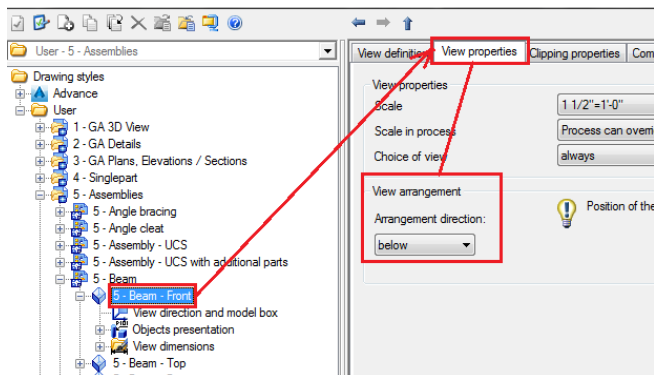 User - 5 - Assemblies
Drawing styles
Advance
User
1 - GA 3D View
2 - GA Details
3 - GA Plans, Elevations / Sections
4 - Singlepart
5 - Assemblies
5 - Angle bracing
5 - Angle cleat
5 - Assembly - UCS
5 - Assembly - UCS with additional parts
5 - Beam
5 - Beam - Front
View direction and model box
Objects presentation
View dimensions
5 - Beam - Top
View definition View properties Clipping properties Com
View properties
Scale 1 1/2"=1'-0"
Scale in process Process can overri
Choice of view always
View arrangement
Arrangement direction: Position of the
below